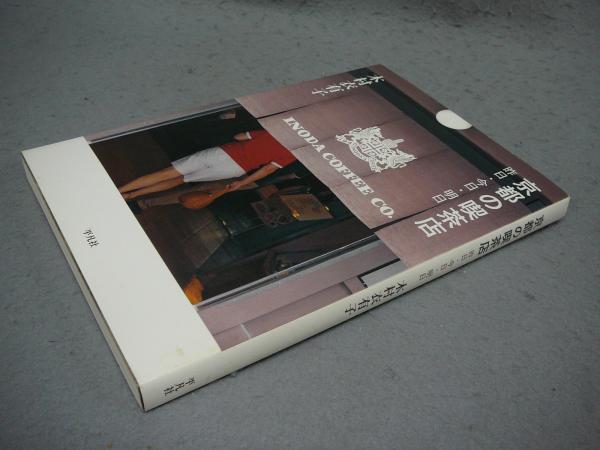 京都の喫茶店
昨日・今日・明日
木村衣有子
INODA COFFEE CO.
平凡社
京都の喫茶店 昨日・今日・明日
木村衣有子
平凡社